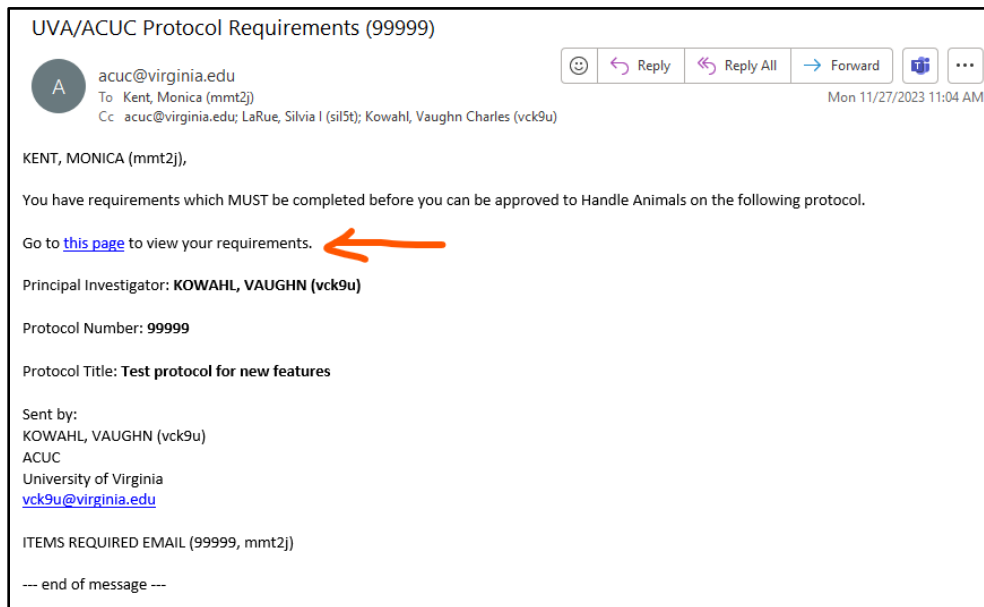 UVA/ACUC Protocol Requirements (99999)
A
acuc@virginia.edu
Reply
Reply All
Forward
To Kent, Monica (mmt2j)
Mon 11/27/2023 11:04 AM
Cc acuc@virginia.edu; LaRue, Silvia I (sil5t); Kowahl, Vaughn Charles (vck9u)
KENT, MONICA (mmt2j),
You have requirements which MUST be completed before you can be approved to Handle Animals on the following protocol.
Go to this page to view your requirements.
Principal Investigator: KOWAHL, VAUGHN (vck9u)
Protocol Number: 99999
Protocol Title: Test protocol for new features
Sent by:
KOWAHL, VAUGHN (vck9u)
ACUC
University of Virginia
vck9u@virginia.edu
ITEMS REQUIRED EMAIL (99999, mmt2j)
--- end of message ---